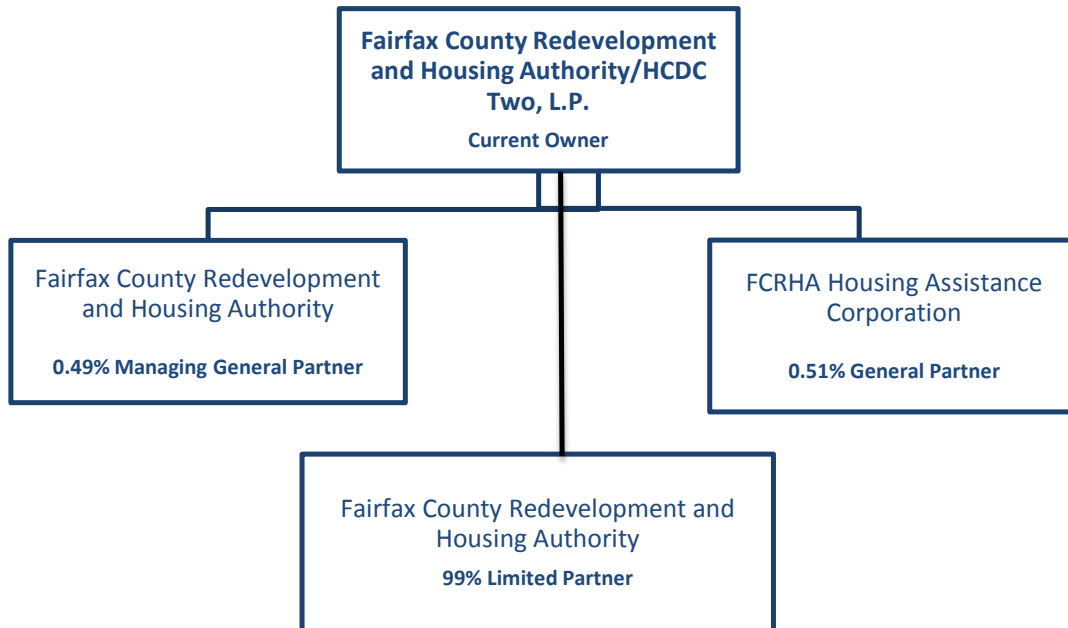 Fairfax County Redevelopment
and Housing Authority/HCDC
Two, L.P.
Current Owner
Fairfax County Redevelopment
and Housing Authority
0.49% Managing General Partner
FCRHA Housing Assistance
Corporation
0.51% General Partner
Fairfax County Redevelopment and
Housing Authority
99% Limited Partner